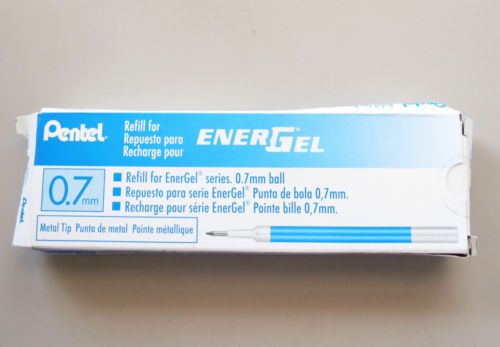 Pentel
Refill for
Repuesto para
Recharge pour
ENERGEL®
0.7mm
■ Refill for EnerGel® series. 0.7mm ball
■ Repuesto para serie EnerGel® Punta de bola 0,7mm.
■ Recharge pour série EnerGel® Pointe bille 0,7mm.
Metal Tip Punta de metal Pointe métallique